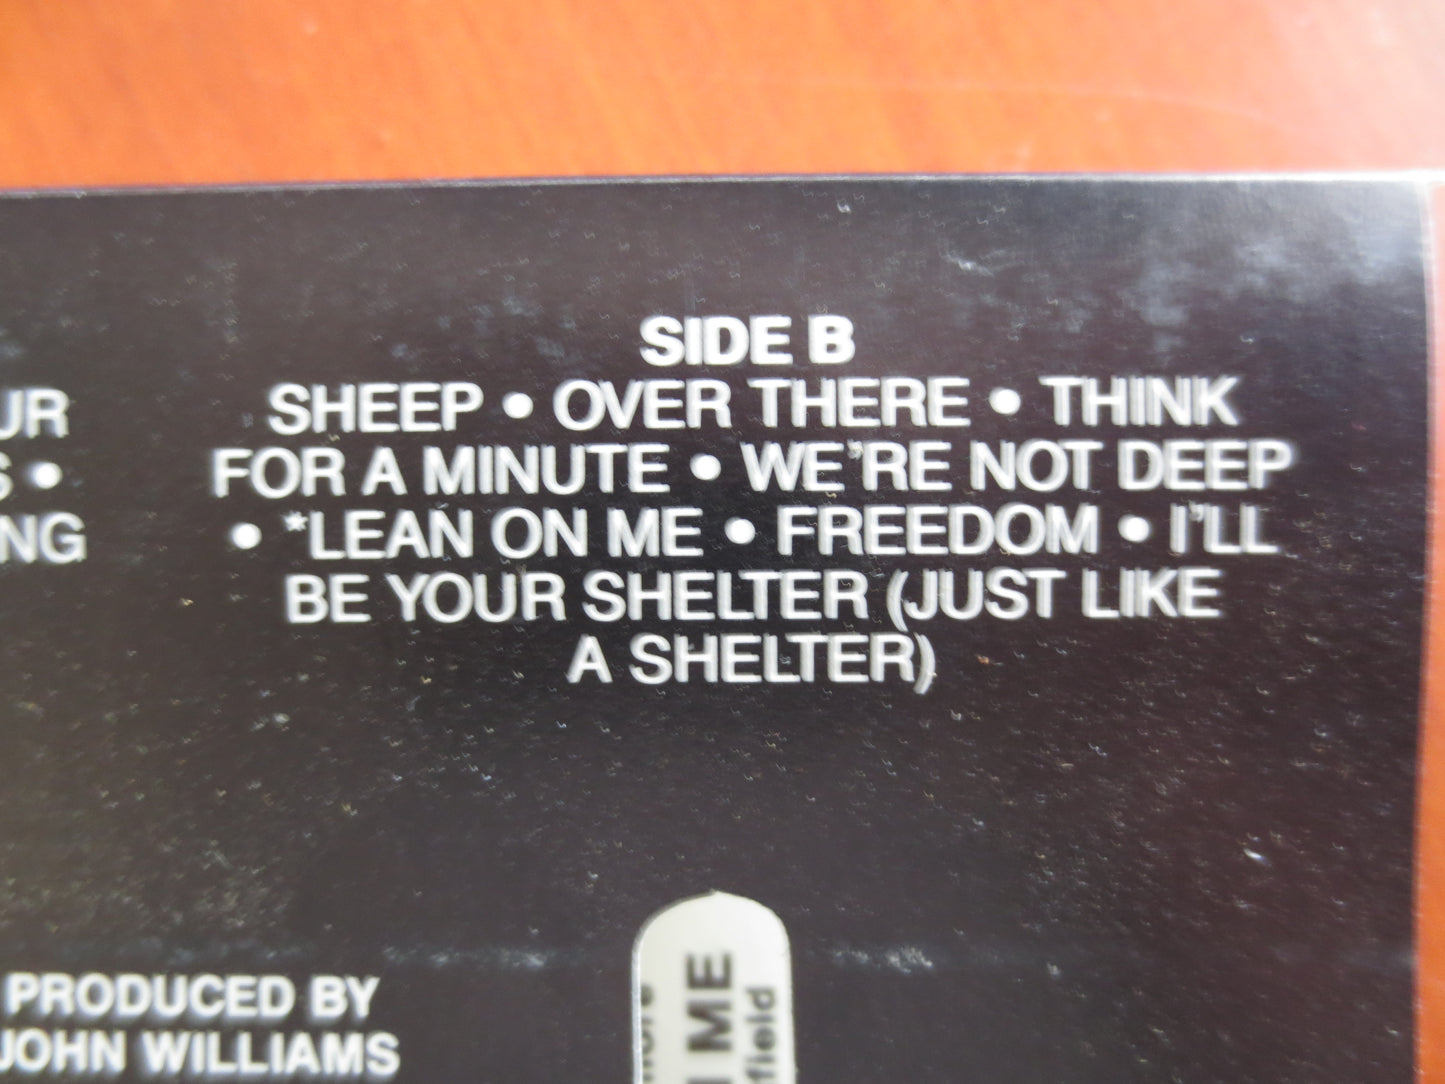 UR
S •
NG
SIDE B
SHEEP • OVER THERE • THINK
FOR A MINUTE • WE'RE NOT DEEP
• *LEAN ON ME • FREEDOM • I'LL
BE YOUR SHELTER (JUST LIKE
A SHELTER)
PRODUCED BY
JOHN WILLIAMS
ME
field